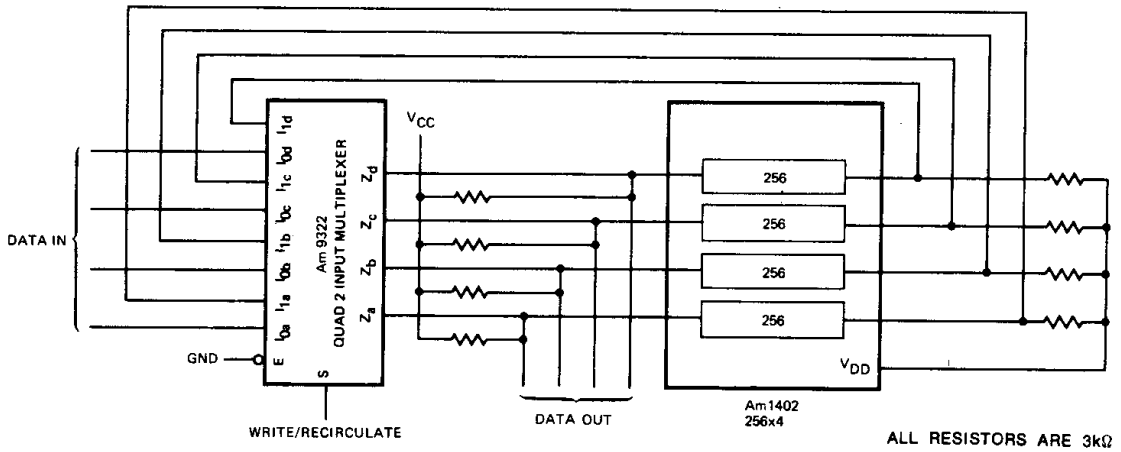 DATA IN
I1d
I0d
I1c
I0c
I1b
I0b
I1a
I0a
GND
E
S
WRITE/RECIRCULATE
Am 9322
QUAD 2 INPUT MULTIPLEXER
Zd
Zc
Zb
Za
VCC
DATA OUT
256
256
256
256
VDD
Am1402
256x4
ALL RESISTORS ARE 3kΩ